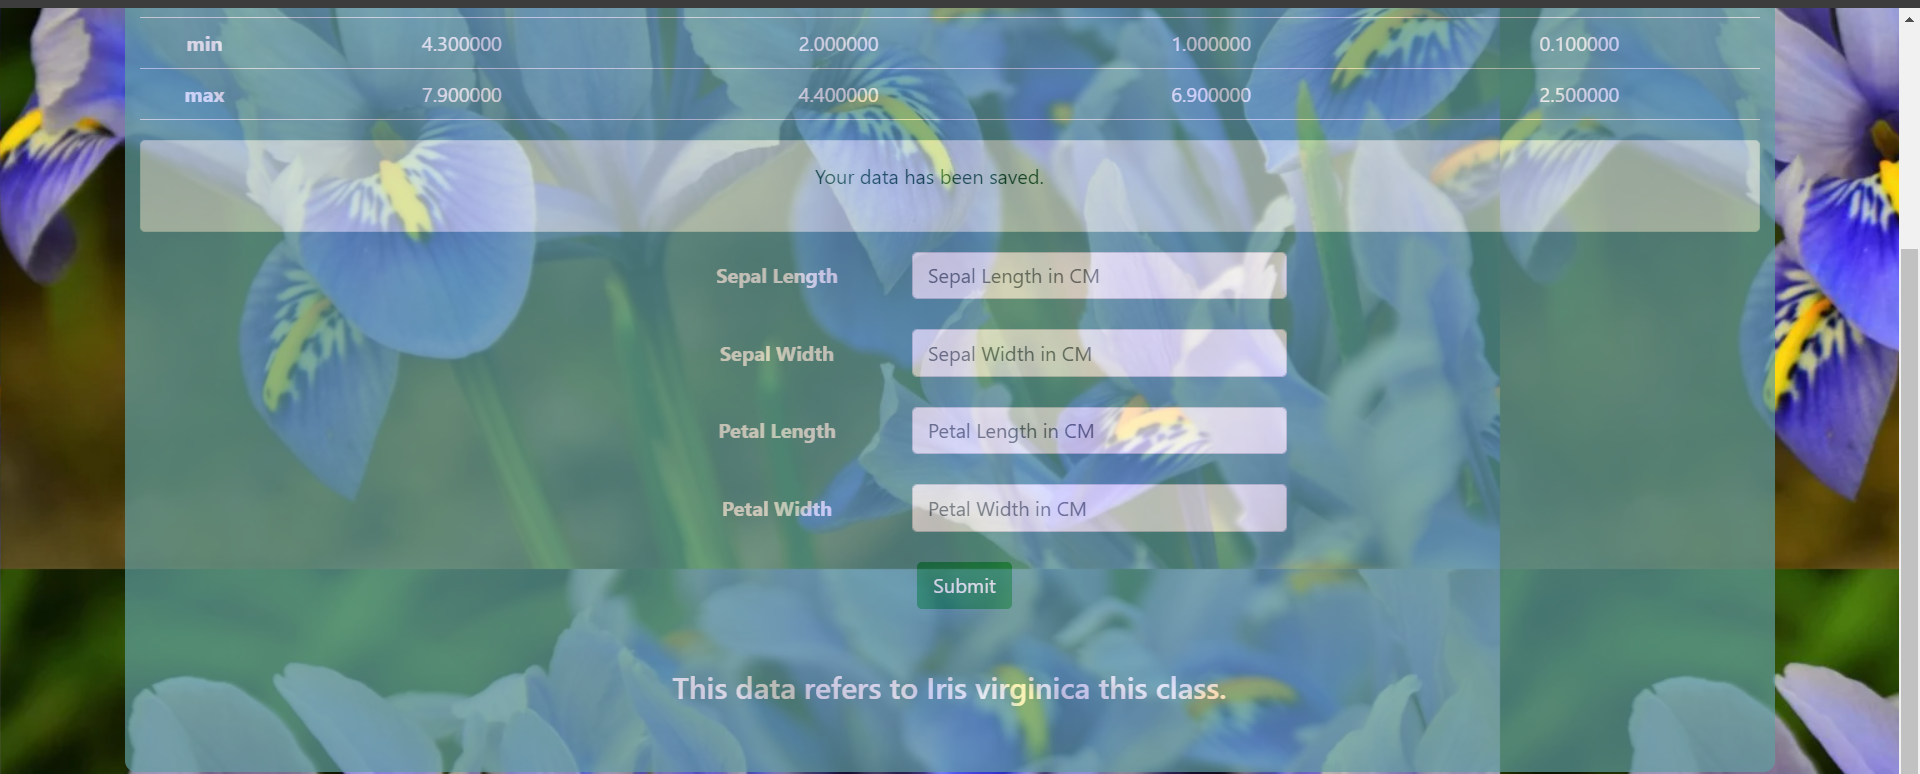 min 4.300000 2.000000 1.000000 0.100000
max 7.900000 4.400000 6.900000 2.500000
Your data has been saved.
Sepal Length Sepal Length in CM
Sepal Width Sepal Width in CM
Petal Length Petal Length in CM
Petal Width Petal Width in CM
Submit
This data refers to Iris virginica this class.